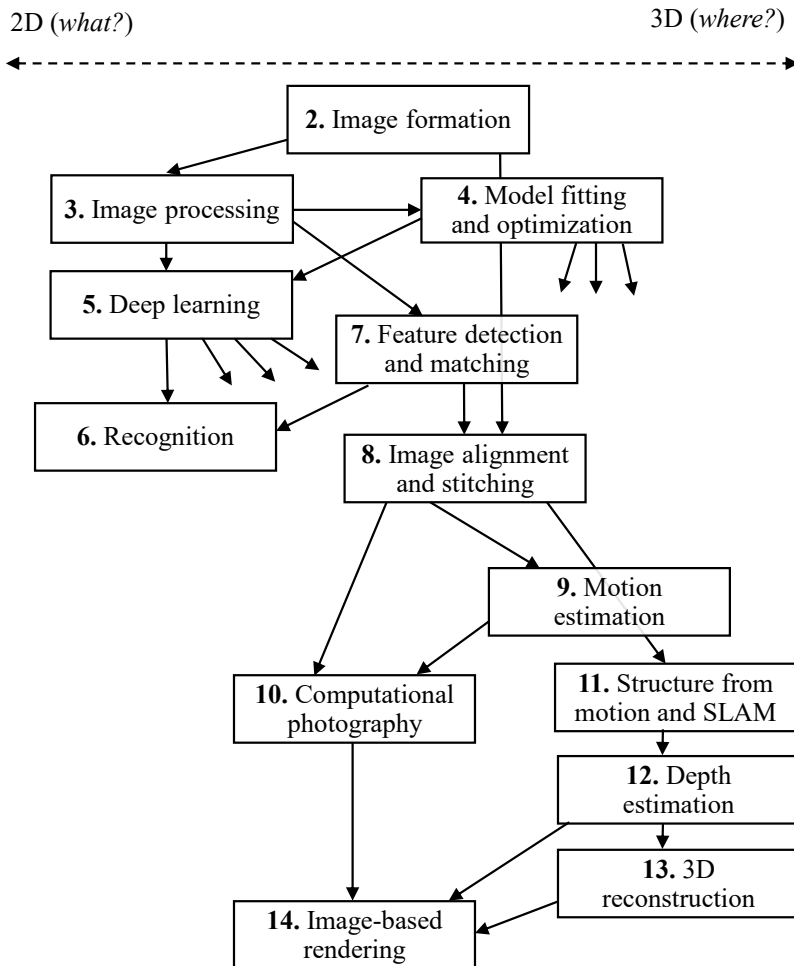 2D (what?)
3D (where?)
2. Image formation
3. Image processing
4. Model fitting
and optimization
5. Deep learning
7. Feature detection
and matching
6. Recognition
8. Image alignment
and stitching
9. Motion
estimation
10. Computational
photography
11. Structure from
motion and SLAM
12. Depth
estimation
13. 3D
reconstruction
14. Image-based
rendering